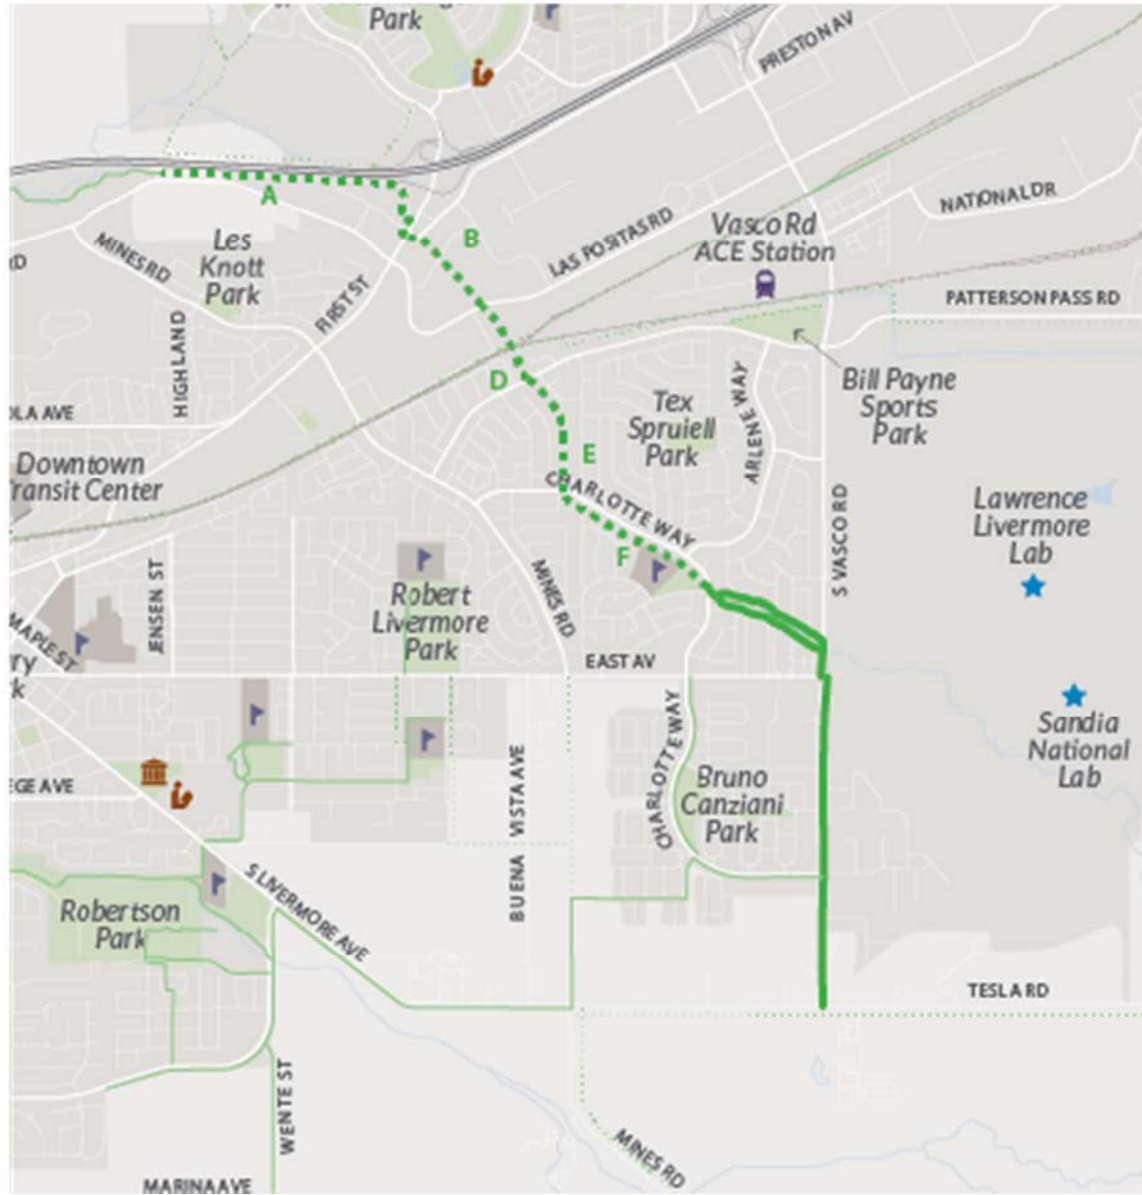 Park
PRESTON AV
A
MINES RD
Les
Knott
Park
B
LAS POSITAS RD
Vasco Rd
ACE Station
NATIONAL DR
RD
FIRST ST
HIGHLAND
PATTERSON PASS RD
D
Bill Payne
Sports
Park
ARLENE WAY
Tex
Spruiell
Park
OLA AVE
E
CHARLOTTE WAY
Downtown
ransit Center
Lawrence
Livermore
Lab
S VASCO RD
F
JENSEN ST
MINES RD
Robert
Livermore
Park
MAPLE ST
ry
k
EAST AV
Sandia
National
Lab
CHARLOTTE WAY
Bruno
Canziani
Park
EGE AVE
BUENA VISTA AVE
S LIVERMORE AVE
Robertson
Park
TESLA RD
WENTE ST
MINES RD
MARINA AVE